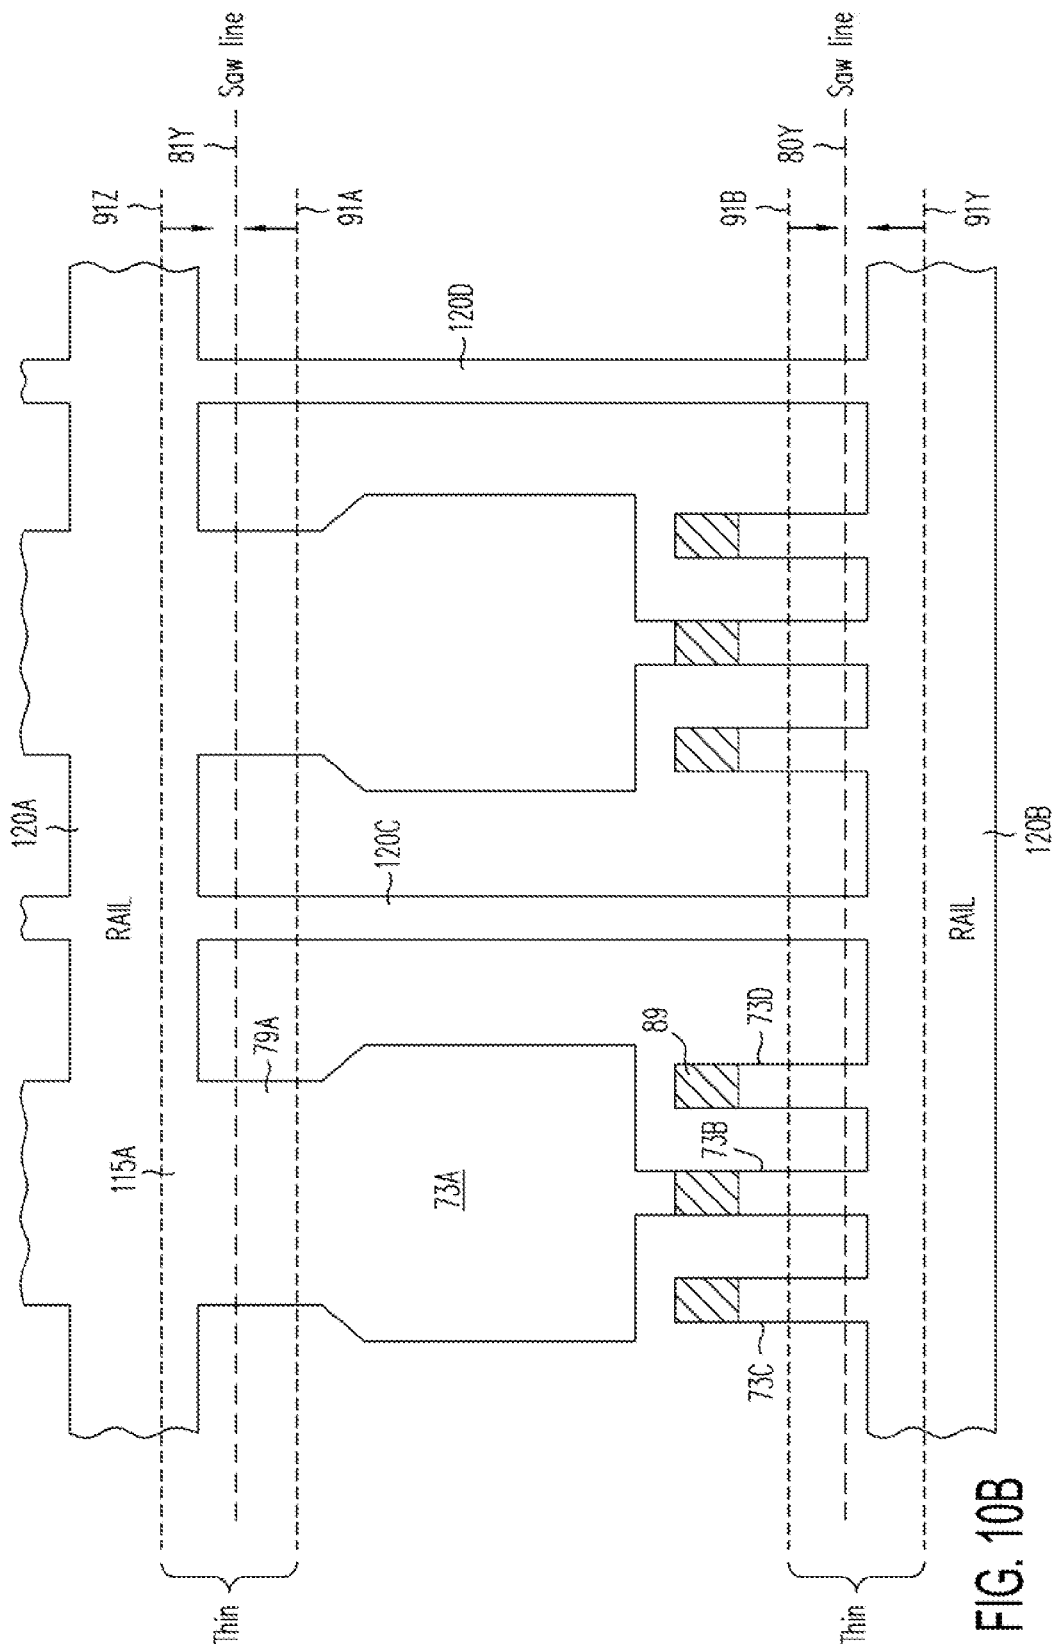 Thin
Saw line
81Y
91Z
91A
120D
120A
RAIL
120C
79A
115A
73A
89
73D
73B
73C
91B
80Y
Saw line
91Y
120B
RAIL
Thin
FIG. 10B